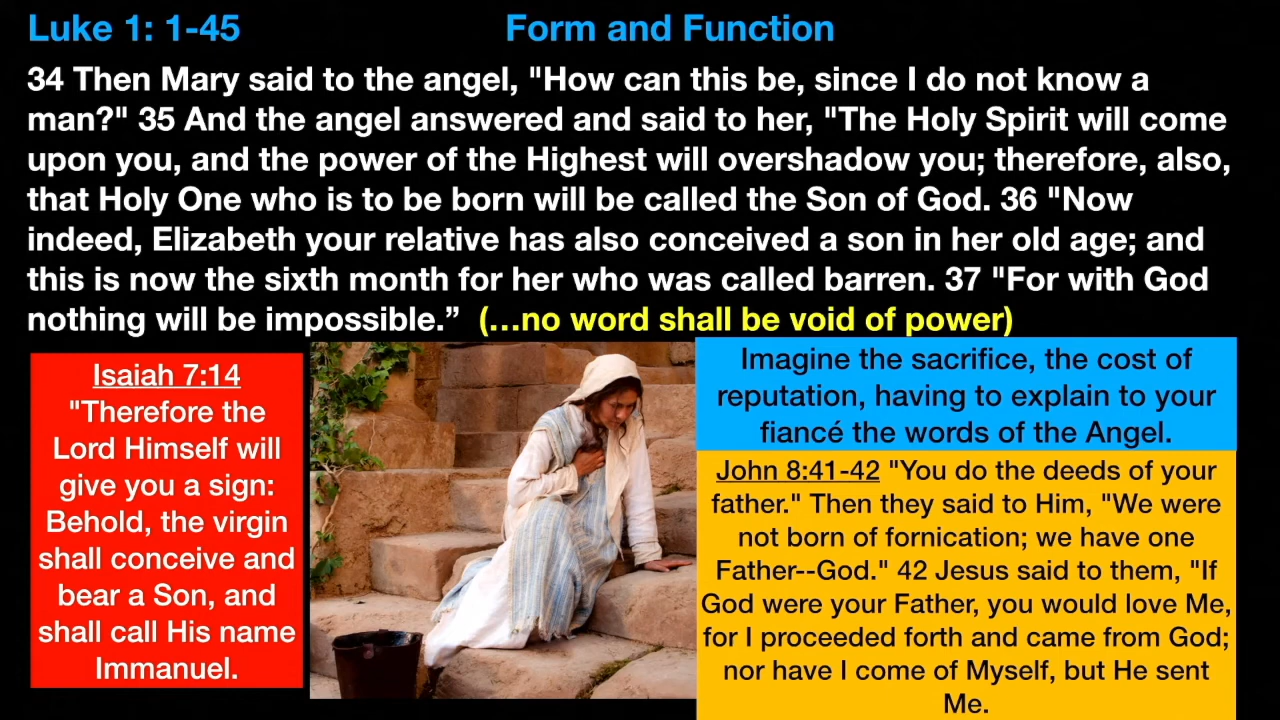 Luke 1: 1-45
Form and Function
34 Then Mary said to the angel, "How can this be, since I do not know a
man?" 35 And the angel answered and said to her, "The Holy Spirit will come
upon you, and the power of the Highest will overshadow you; therefore, also,
that Holy One who is to be born will be called the Son of God. 36 "Now
indeed, Elizabeth your relative has also conceived a son in her old age; and
this is now the sixth month for her who was called barren. 37 "For with God
nothing will be impossible.” (...no word shall be void of power)
Isaiah 7:14
"Therefore the
Lord Himself will
give you a sign:
Behold, the virgin
shall conceive and
bear a Son, and
shall call His name
Immanuel.
Imagine the sacrifice, the cost of
reputation, having to explain to your
fiancé the words of the Angel.
John 8:41-42 "You do the deeds of your
father." Then they said to Him, "We were
not born of fornication; we have one
Father--God." 42 Jesus said to them, "If
God were your Father, you would love Me,
for I proceeded forth and came from God;
nor have I come of Myself, but He sent
Me.